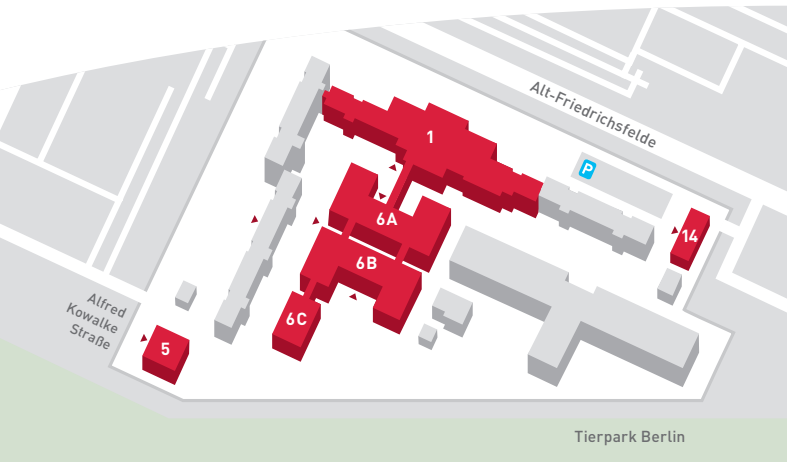 Alt-Friedrichsfelde
1
P
6A
14
6B
Alfred
Kowalke
Straße
6C
5
Tierpark Berlin